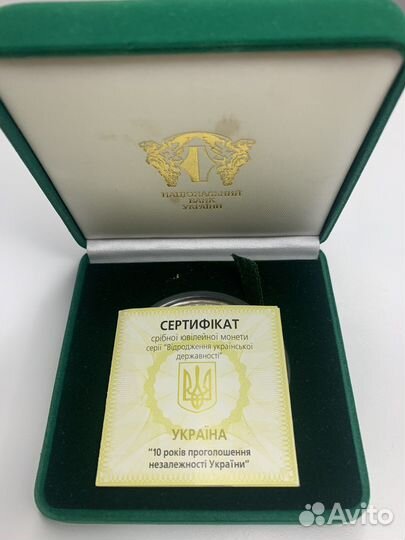 НАЦІОНАЛЬНИЙ
БАНК
УКРАЇНИ
СЕРТИФІКАТ
срібної ювілейної монети
серії "Відродження української
державності"
УКРАЇНА
"10 років проголошення
незалежності України"
Avito